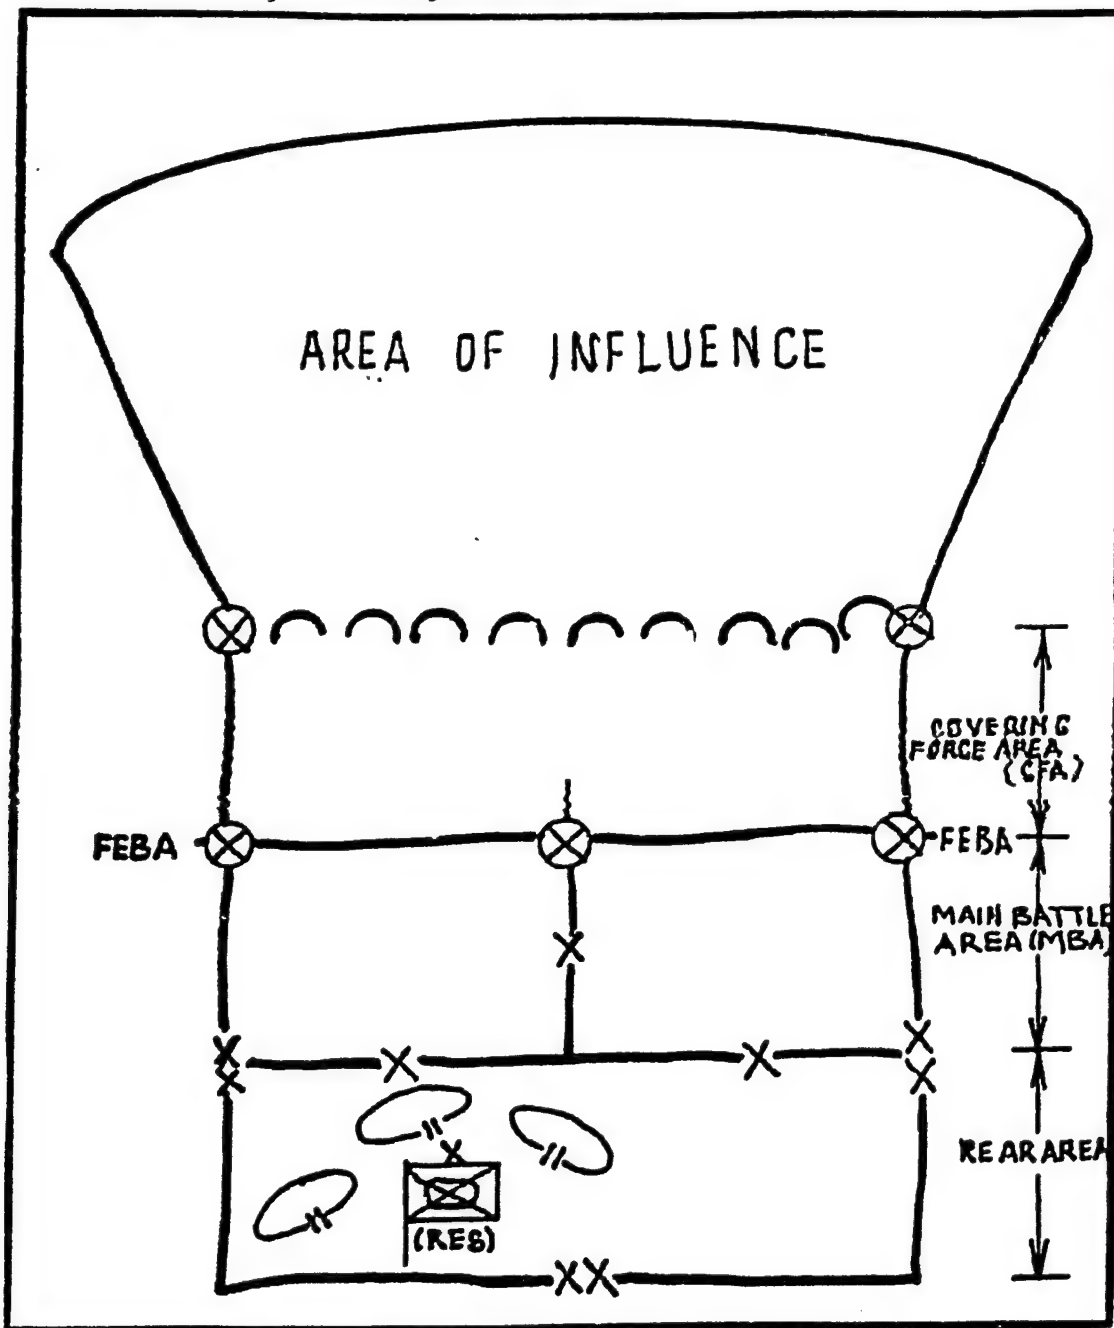 AREA OF INFLUENCE
COVERING
FORCE AREA
(CFA)
FEBA
FEBA
MAIN BATTLE
AREA (MBA)
REAR AREA
(RES)